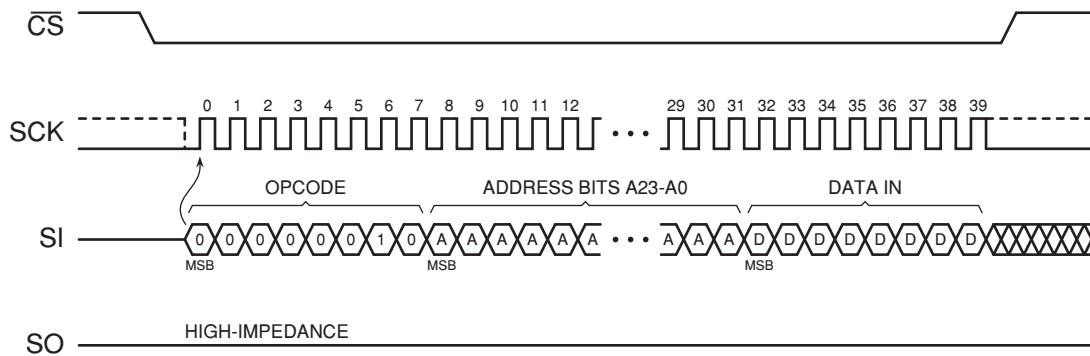 CS
0 1 2 3 4 5 6 7 8 9 10 11 12 29 30 31 32 33 34 35 36 37 38 39
SCK
OPCODE ADDRESS BITS A23-A0 DATA IN
SI 0 0 0 0 0 0 1 0 A A A A A A A A A D D D D D D D D
MSB MSB MSB
HIGH-IMPEDANCE
SO